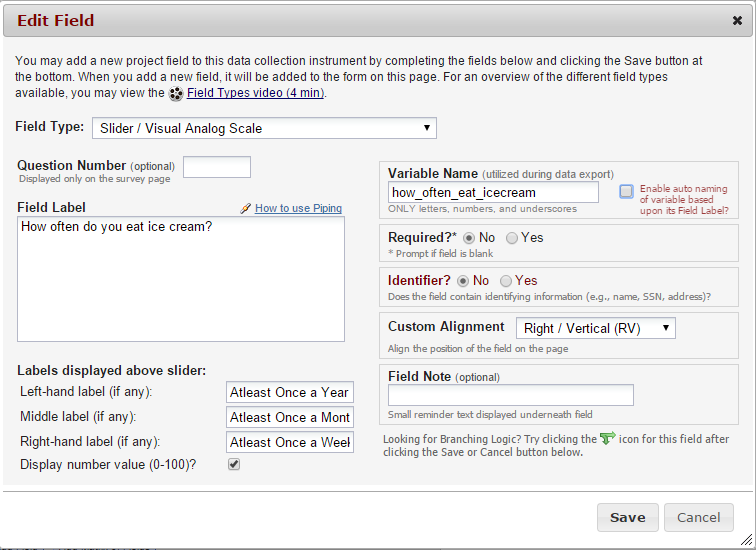 Edit Field
You may add a new project field to this data collection instrument by completing the fields below and clicking the Save button at
the bottom. When you add a new field, it will be added to the form on this page. For an overview of the different field types
available, you may view the Field Types video (4 min).
Field Type: Slider / Visual Analog Scale
Question Number (optional)
Displayed only on the survey page
Field Label How to use Piping
How often do you eat ice cream?
Labels displayed above slider:
Left-hand label (if any): Atleast Once a Year
Middle label (if any): Atleast Once a Mont
Right-hand label (if any): Atleast Once a Week
Display number value (0-100)?
Variable Name (utilized during data export)
how_often_eat_icecream
ONLY letters, numbers, and underscores
Enable auto naming
of variable based
upon its Field Label?
Required?* No Yes
* Prompt if field is blank
Identifier? No Yes
Does the field contain identifying information (e.g., name, SSN, address)?
Custom Alignment Right / Vertical (RV)
Align the position of the field on the page
Field Note (optional)
Small reminder text displayed underneath field
Looking for Branching Logic? Try clicking the icon for this field after
clicking the Save or Cancel button below.
Save Cancel